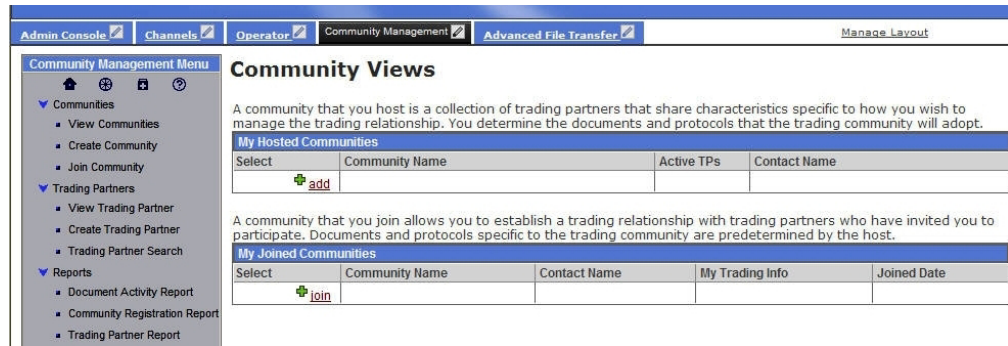 Admin Console Channels Operator Community Management Advanced File Transfer Manage Layout
Community Management Menu
Communities
View Communities
Create Community
Join Community
Trading Partners
View Trading Partner
Create Trading Partner
Trading Partner Search
Reports
Document Activity Report
Community Registration Report
Trading Partner Report
Community Views
A community that you host is a collection of trading partners that share characteristics specific to how you wish to
manage the trading relationship. You determine the documents and protocols that the trading community will adopt.
My Hosted Communities
Select Community Name Active TPs Contact Name
add
A community that you join allows you to establish a trading relationship with trading partners who have invited you to
participate. Documents and protocols specific to the trading community are predetermined by the host.
My Joined Communities
Select Community Name Contact Name My Trading Info Joined Date
join